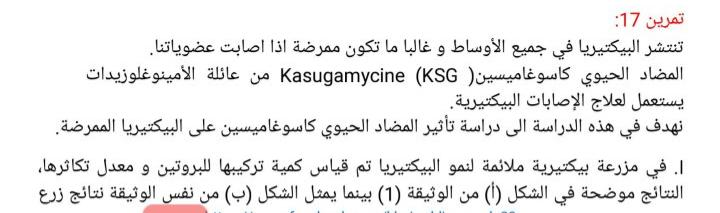 تمرين 17:
تنتشر البيكتيريا في جميع الأوساط و غالبا ما تكون ممرضة اذا اصابت عضوياتنا.
المضاد الحيوي كاسوغاميسين( Kasugamycine (KSG من عائلة الأمينوغلوزيدات
يستعمل لعلاج الإصابات البيكتيرية.
نهدف في هذه الدراسة الى دراسة تأثير المضاد الحيوي كاسوغاميسين على البيكتيريا الممرضة.
I. في مزرعة بيكتيرية ملائمة لنمو البيكتيريا تم قياس كمية تركيبها للبروتين و معدل تكاثرها،
النتائج موضحة في الشكل (أ) من الوثيقة (1) بينما يمثل الشكل (ب) من نفس الوثيقة نتائج زرع